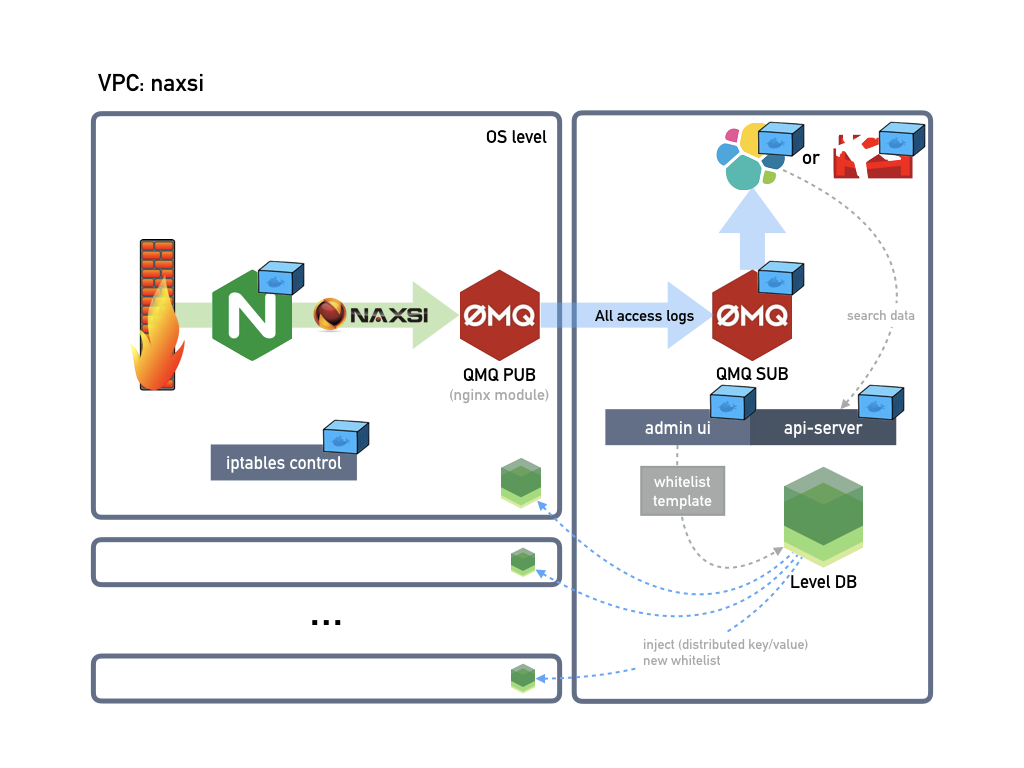 VPC: naxsi
OS level
or
N
NAXSI
ØMQ
All access logs
ØMQ
search data
QMQ PUB
(nginx module)
QMQ SUB
admin ui
api-server
iptables control
whitelist
template
Level DB
...
inject (distributed key/value)
new whitelist